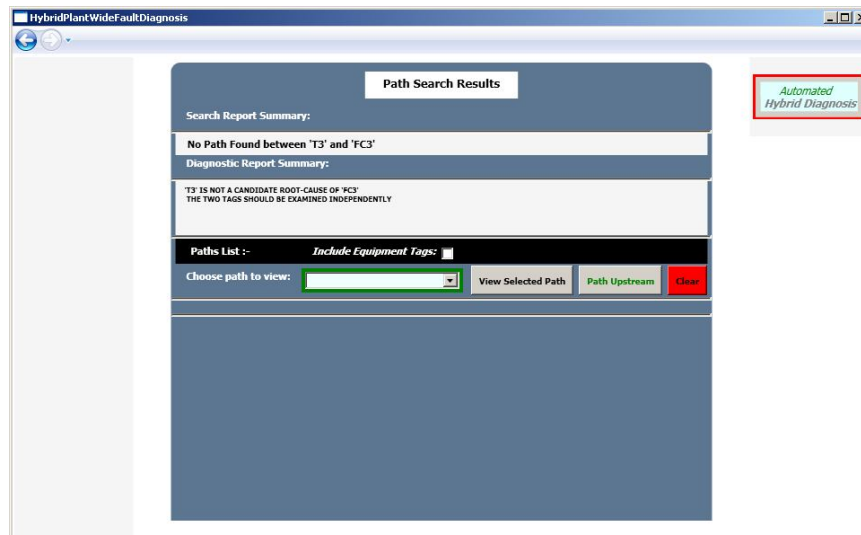 HybridPlantWideFaultDiagnosis
Path Search Results
Automated
Hybrid Diagnosis
Search Report Summary:
No Path Found between 'T3' and 'FC3'
Diagnostic Report Summary:
'T3' IS NOT A CANDIDATE ROOT-CAUSE OF 'FC3'
THE TWO TAGS SHOULD BE EXAMINED INDEPENDENTLY
Paths List :- Include Equipment Tags:
Choose path to view: View Selected Path Path Upstream Clear